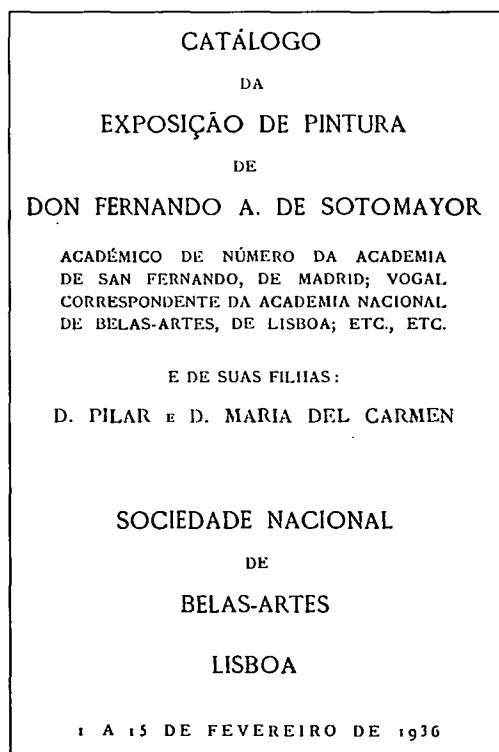 CATÁLOGO
DA
EXPOSIÇÃO DE PINTURA
DE
DON FERNANDO A. DE SOTOMAYOR
ACADÉMICO DE NÚMERO DA ACADEMIA
DE SAN FERNANDO, DE MADRID; VOGAL
CORRESPONDENTE DA ACADEMIA NACIONAL
DE BELAS-ARTES, DE LISBOA; ETC., ETC.
E DE SUAS FILHAS:
D. PILAR E D. MARIA DEL CARMEN
SOCIEDADE NACIONAL
DE
BELAS-ARTES
LISBOA
1 A 15 DE FEVEREIRO DE 1936